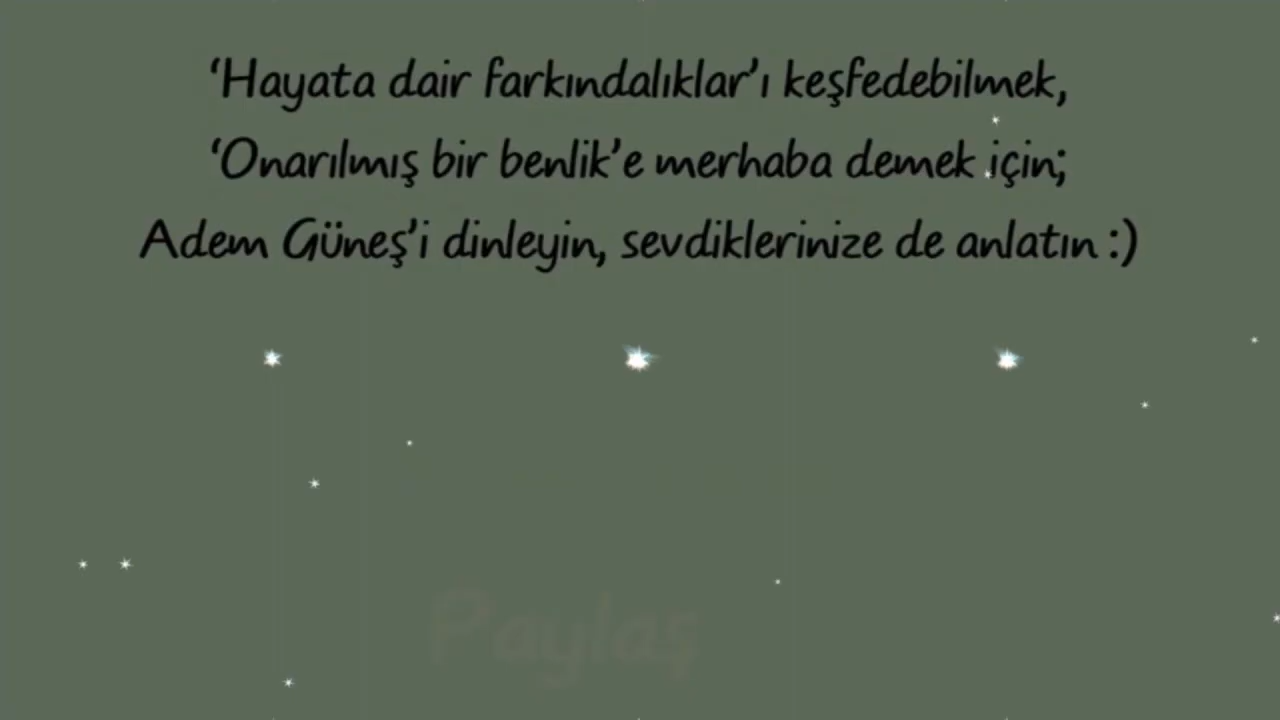 ‘Hayata dair farkındalıklar’ı keşfedebilmek,
‘Onarılmış bir benlik’e merhaba demek için;
Adem Güneş’i dinleyin, sevdiklerinize de anlatın :)
Paylaş